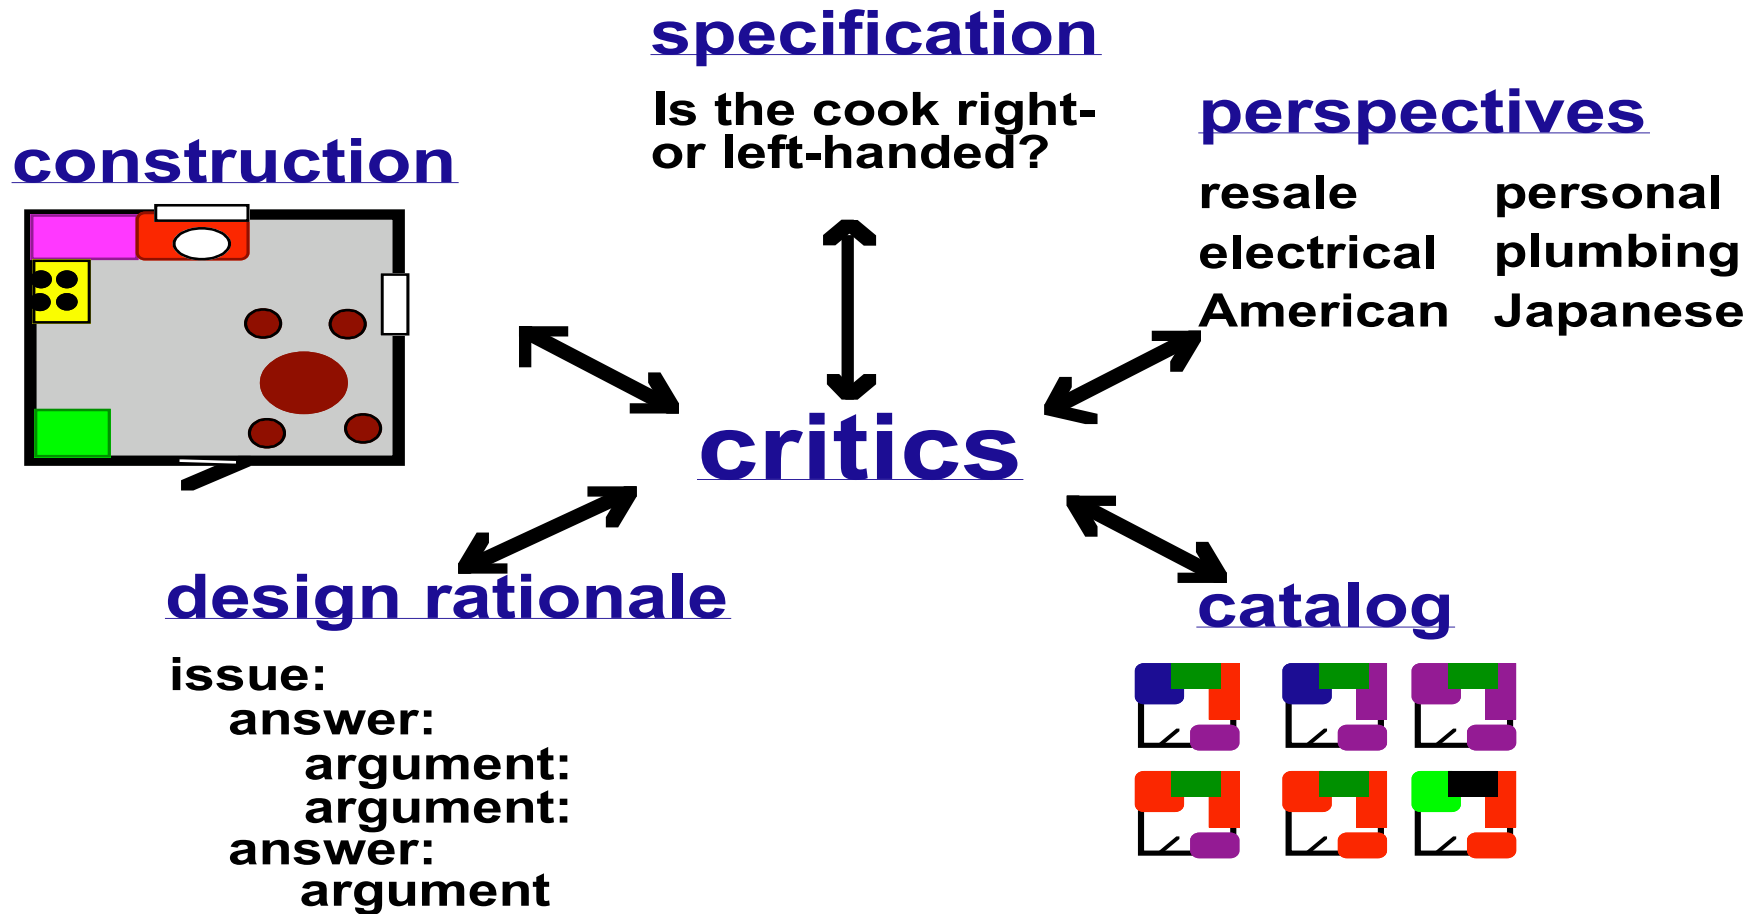 specification
Is the cook right-
or left-handed?
perspectives
resale personal
electrical plumbing
American Japanese
construction
critics
design rationale
issue:
answer:
argument:
argument:
answer:
argument
catalog